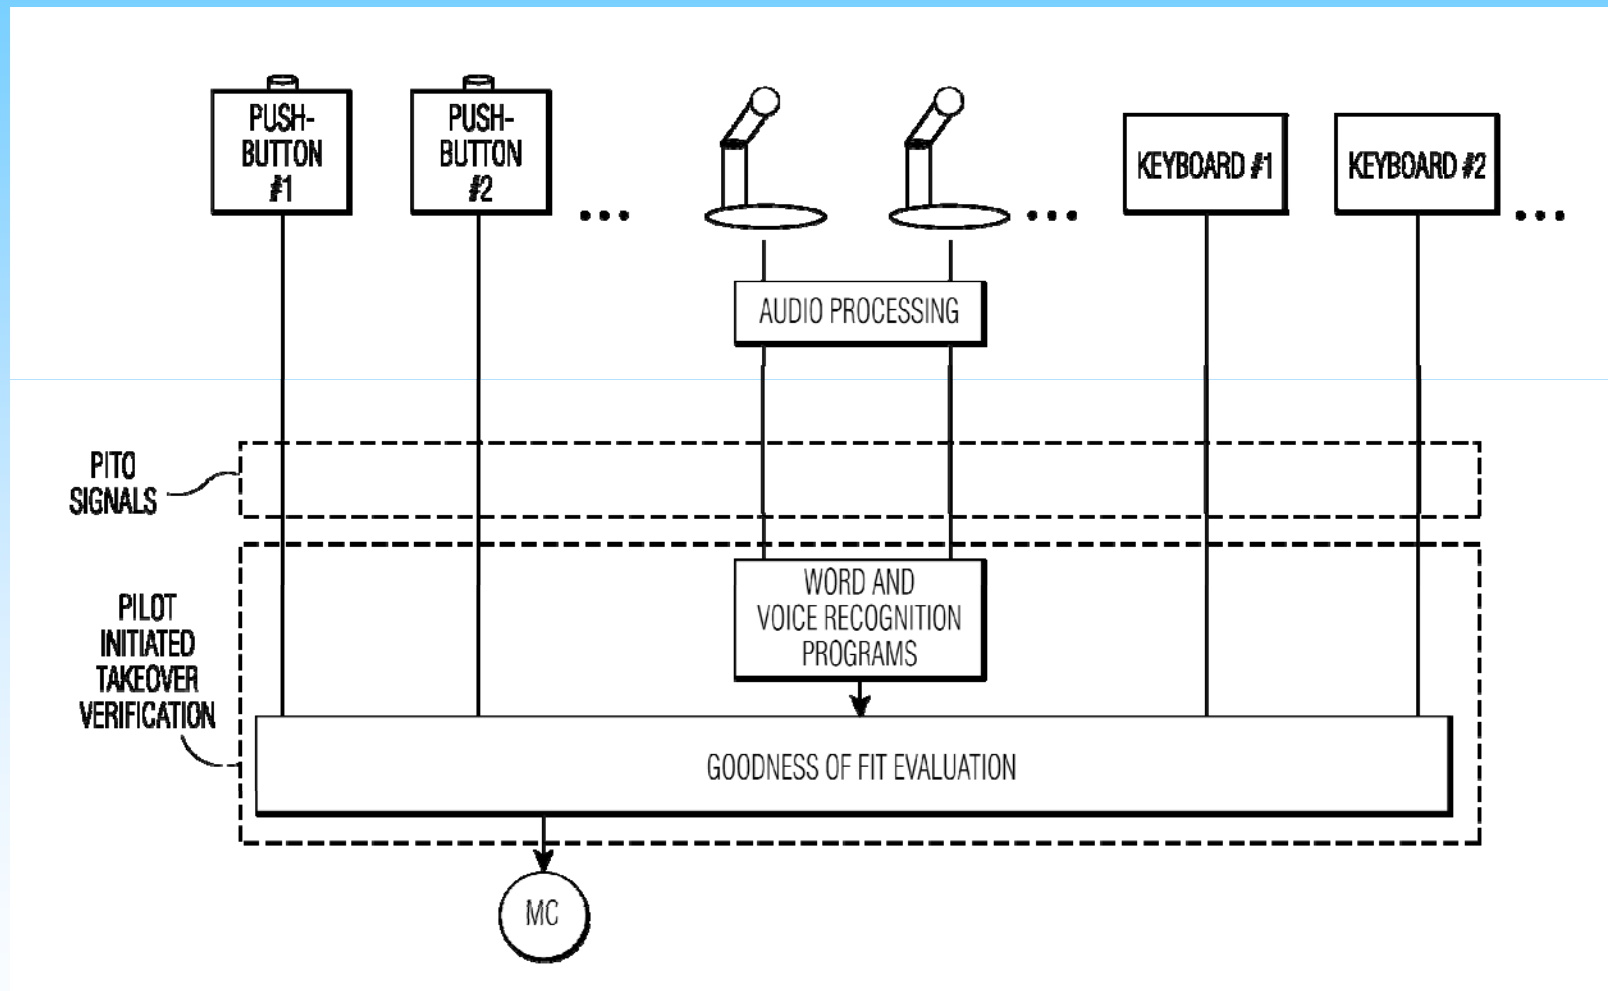 PUSH-
BUTTON
#1
PUSH-
BUTTON
#2
...
...
KEYBOARD #1
KEYBOARD #2
...
AUDIO PROCESSING
PITO
SIGNALS
WORD AND
VOICE RECOGNITION
PROGRAMS
PILOT
INITIATED
TAKEOVER
VERIFICATION
GOODNESS OF FIT EVALUATION
MC